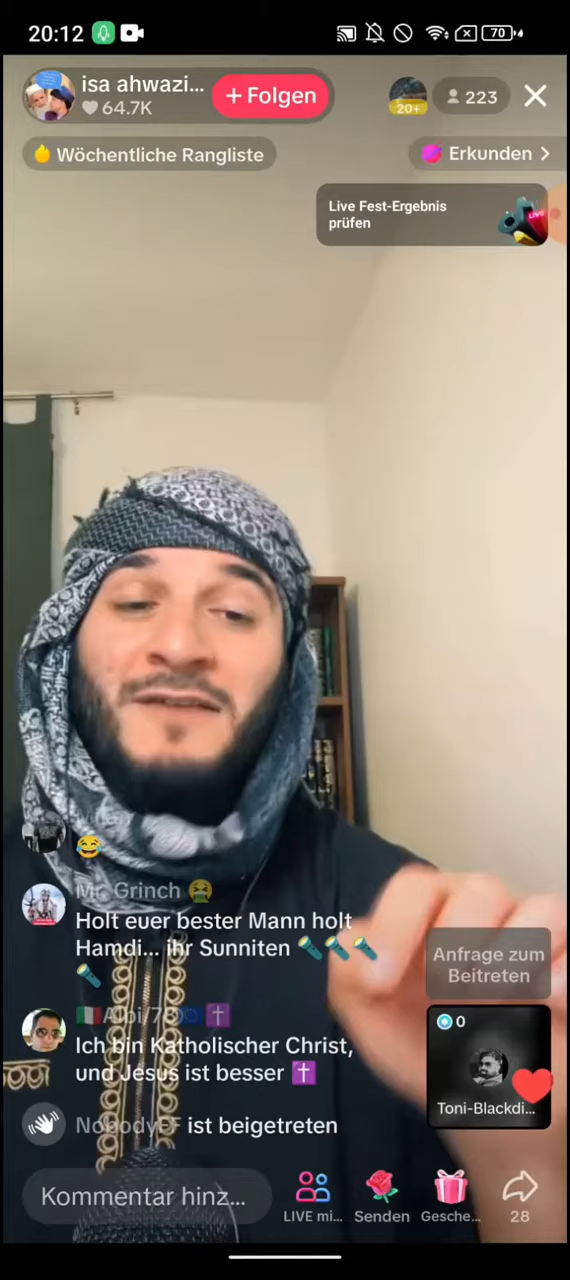 20:12
70
isa ahwazi...
64.7K
+ Folgen
20+
223
Wöchentliche Rangliste
Erkunden >
Live Fest-Ergebnis
prüfen
LIVE
😂
Mr. Grinch 🤮
Holt euer bester Mann holt
Hamdi... ihr Sunniten 🔦🔦🔦
🔦
Anfrage zum
Beitreten
Ich bin Katholischer Christ,
und Jesus ist besser ✝️
0
Toni-Blackdi...
NobodyEF ist beigetreten
Kommentar hinz...
LIVE mi...
Senden
Gesche...
28